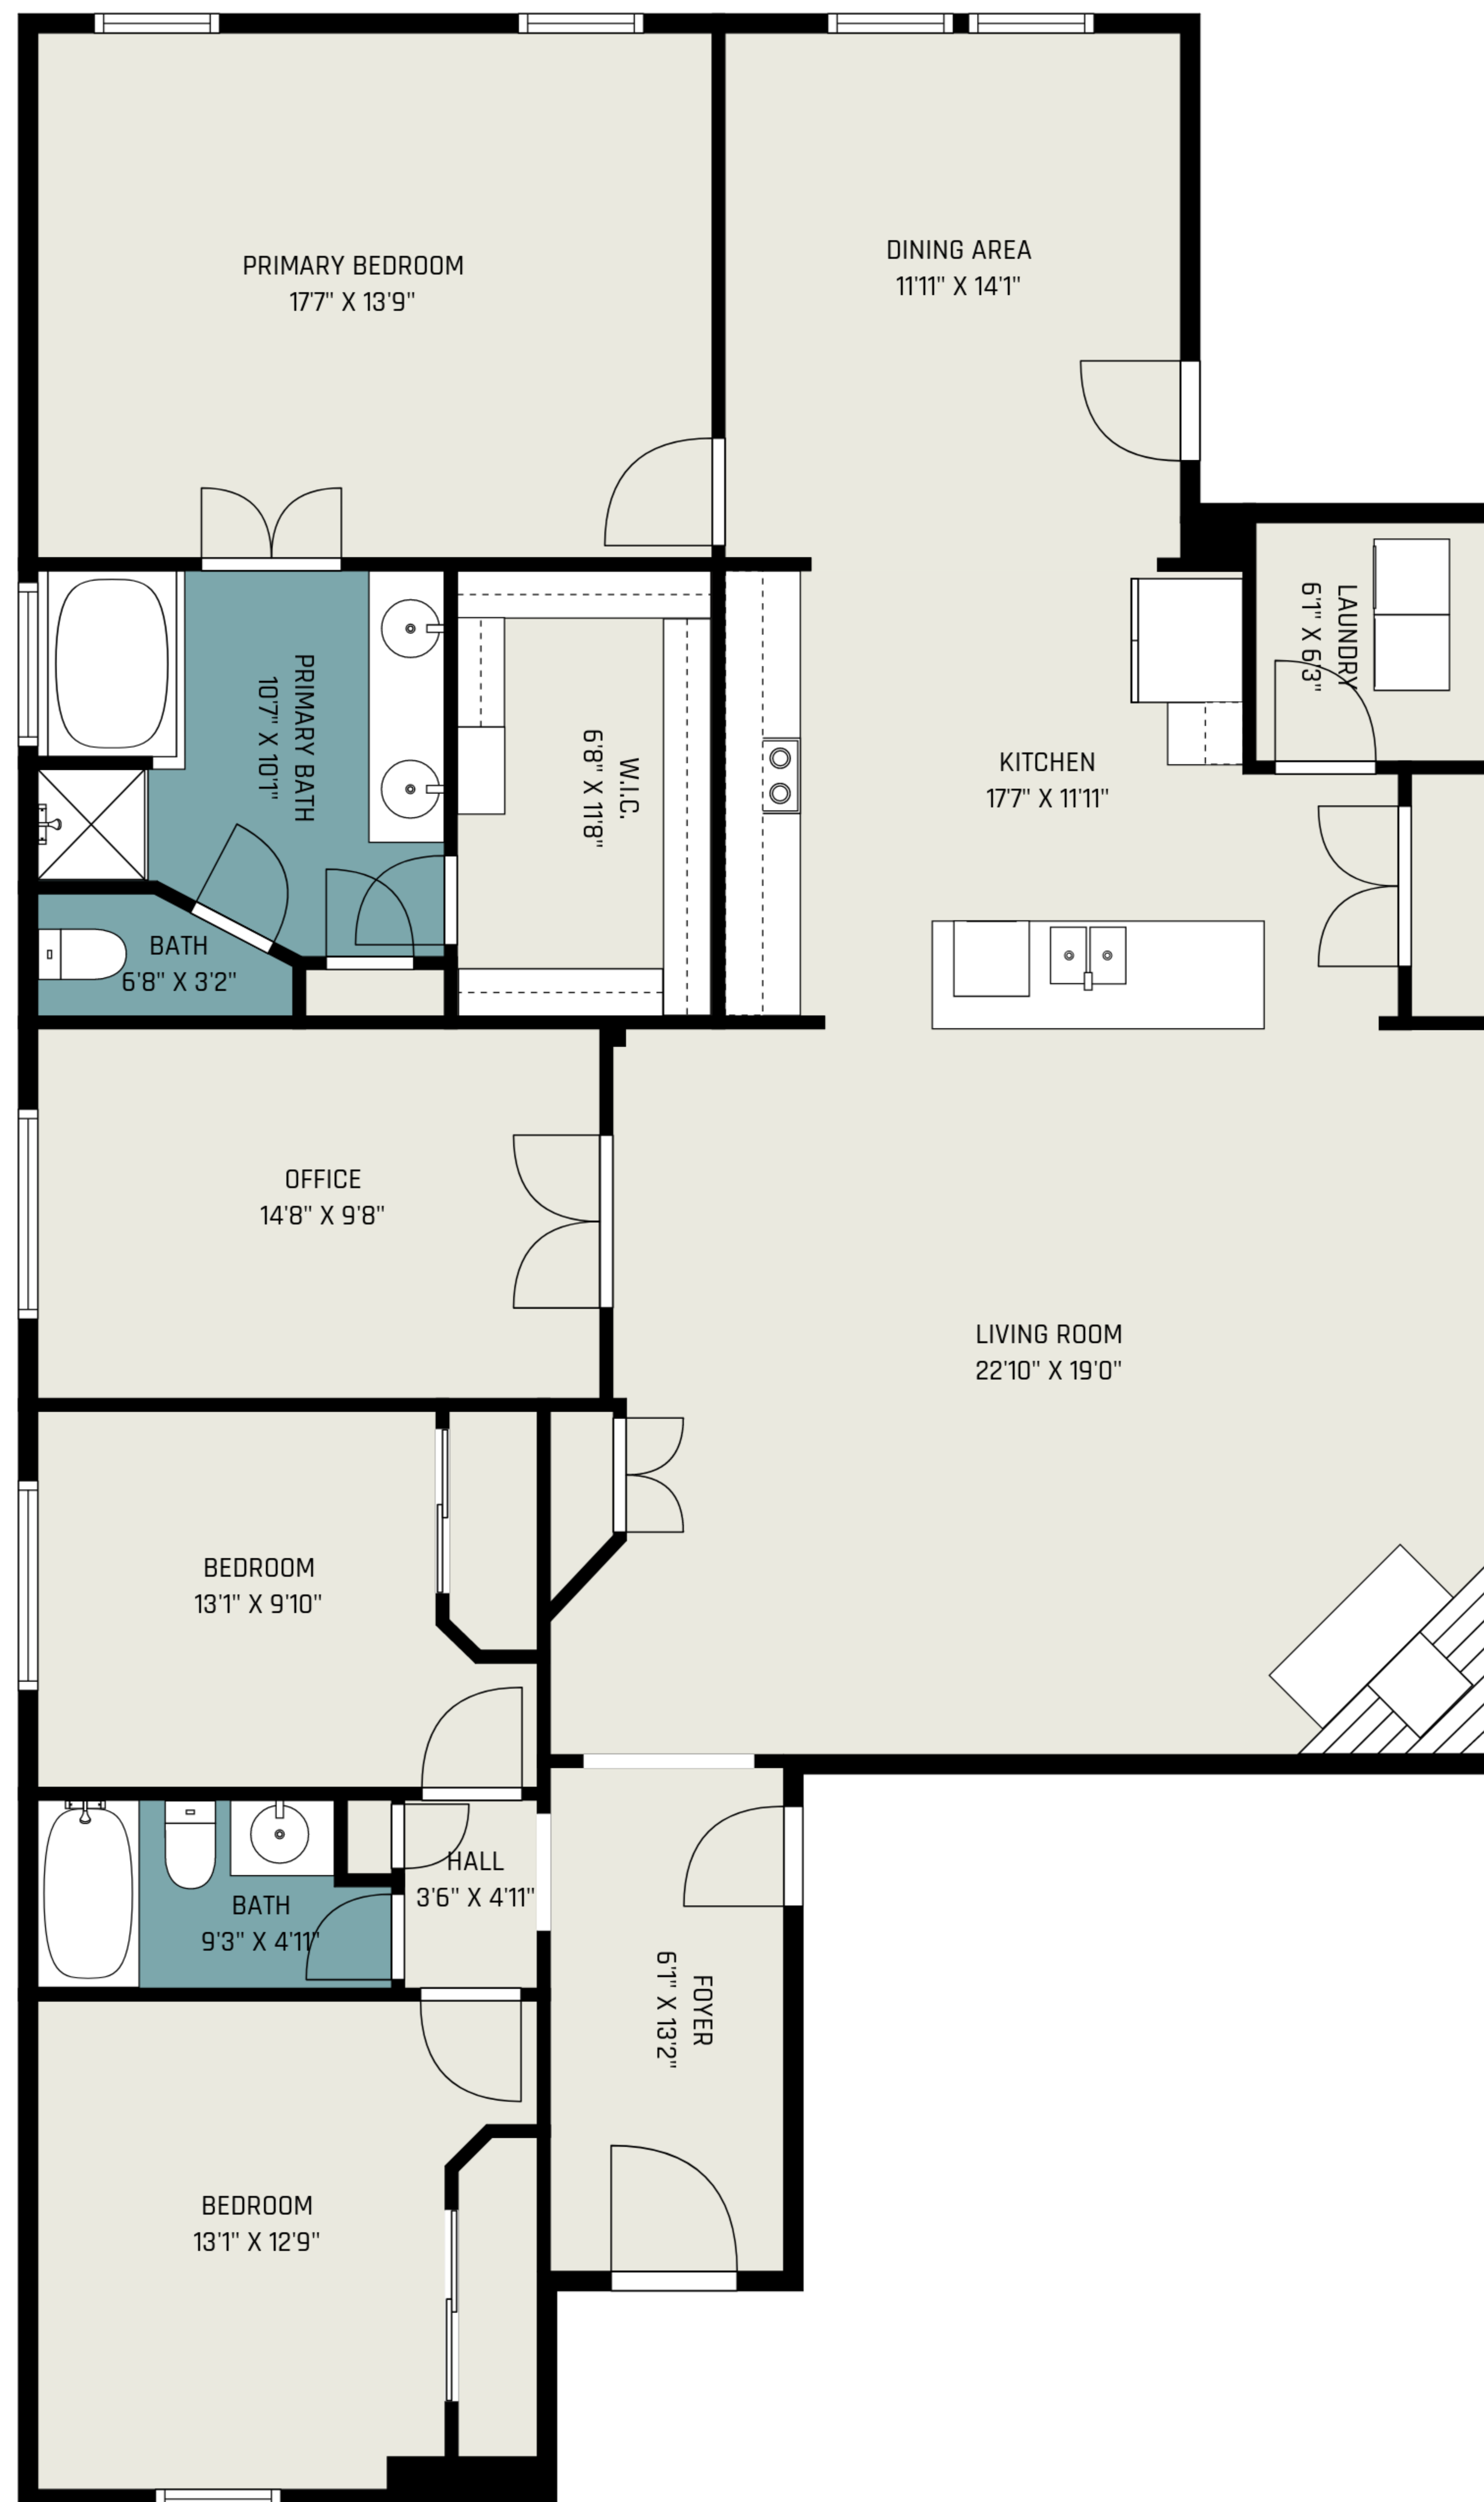 PRIMARY BEDROOM
17'7" X 13'9"
DINING AREA
11'11" X 14'1"
LAUNDRY
6'1" X 6'3"
PRIMARY BATH
10'7" X 10'1"
W.I.C.
6'8" X 11'8"
KITCHEN
17'7" X 11'11"
BATH
6'8" X 3'2"
OFFICE
14'8" X 9'8"
LIVING ROOM
22'10" X 19'0"
BEDROOM
13'1" X 9'10"
HALL
3'6" X 4'11"
BATH
9'3" X 4'11"
FOYER
6'1" X 13'2"
BEDROOM
13'1" X 12'9"